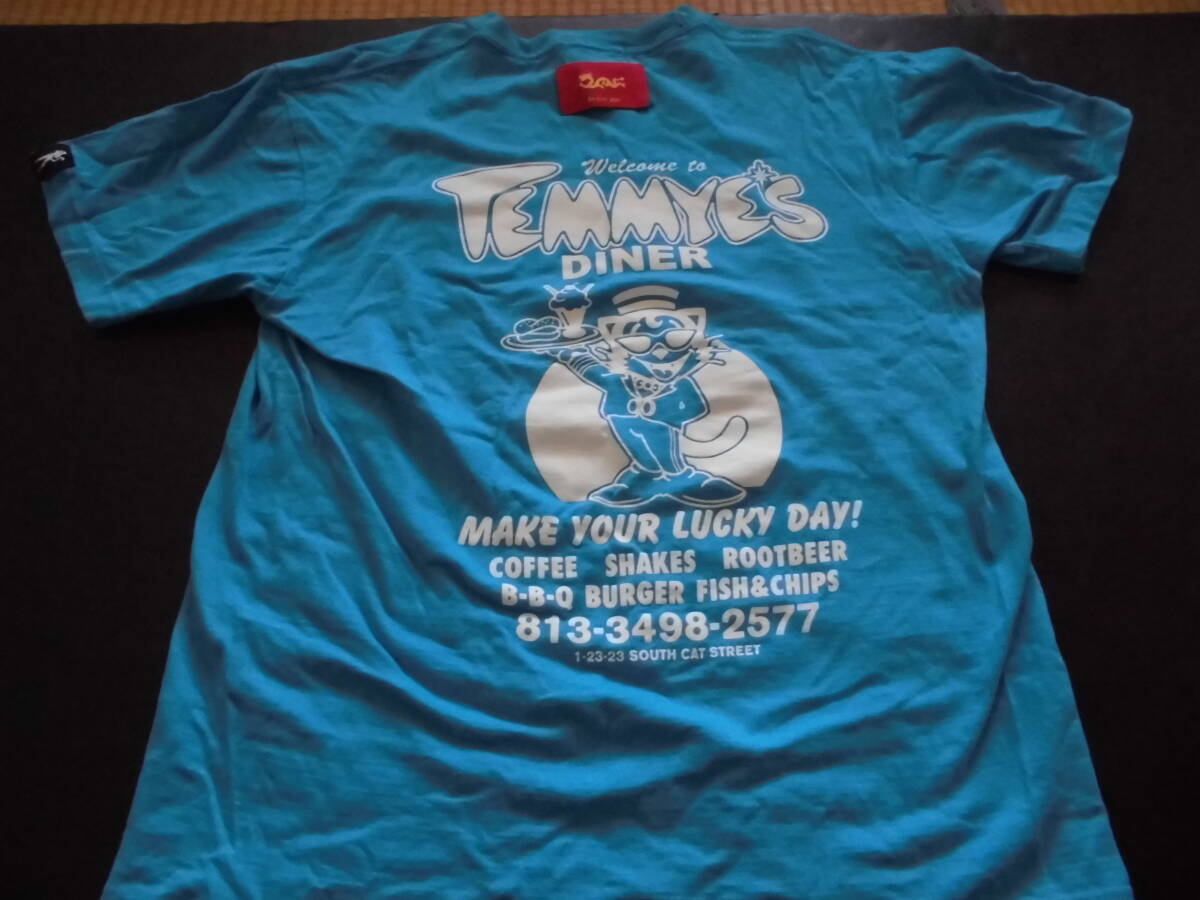 Welcome to
TEMMYE'S
DINER
MAKE YOUR LUCKY DAY!
COFFEE SHAKES ROOTBEER
B-B-Q BURGER FISH&CHIPS
813-3498-2577
1-23-23 SOUTH CAT STREET